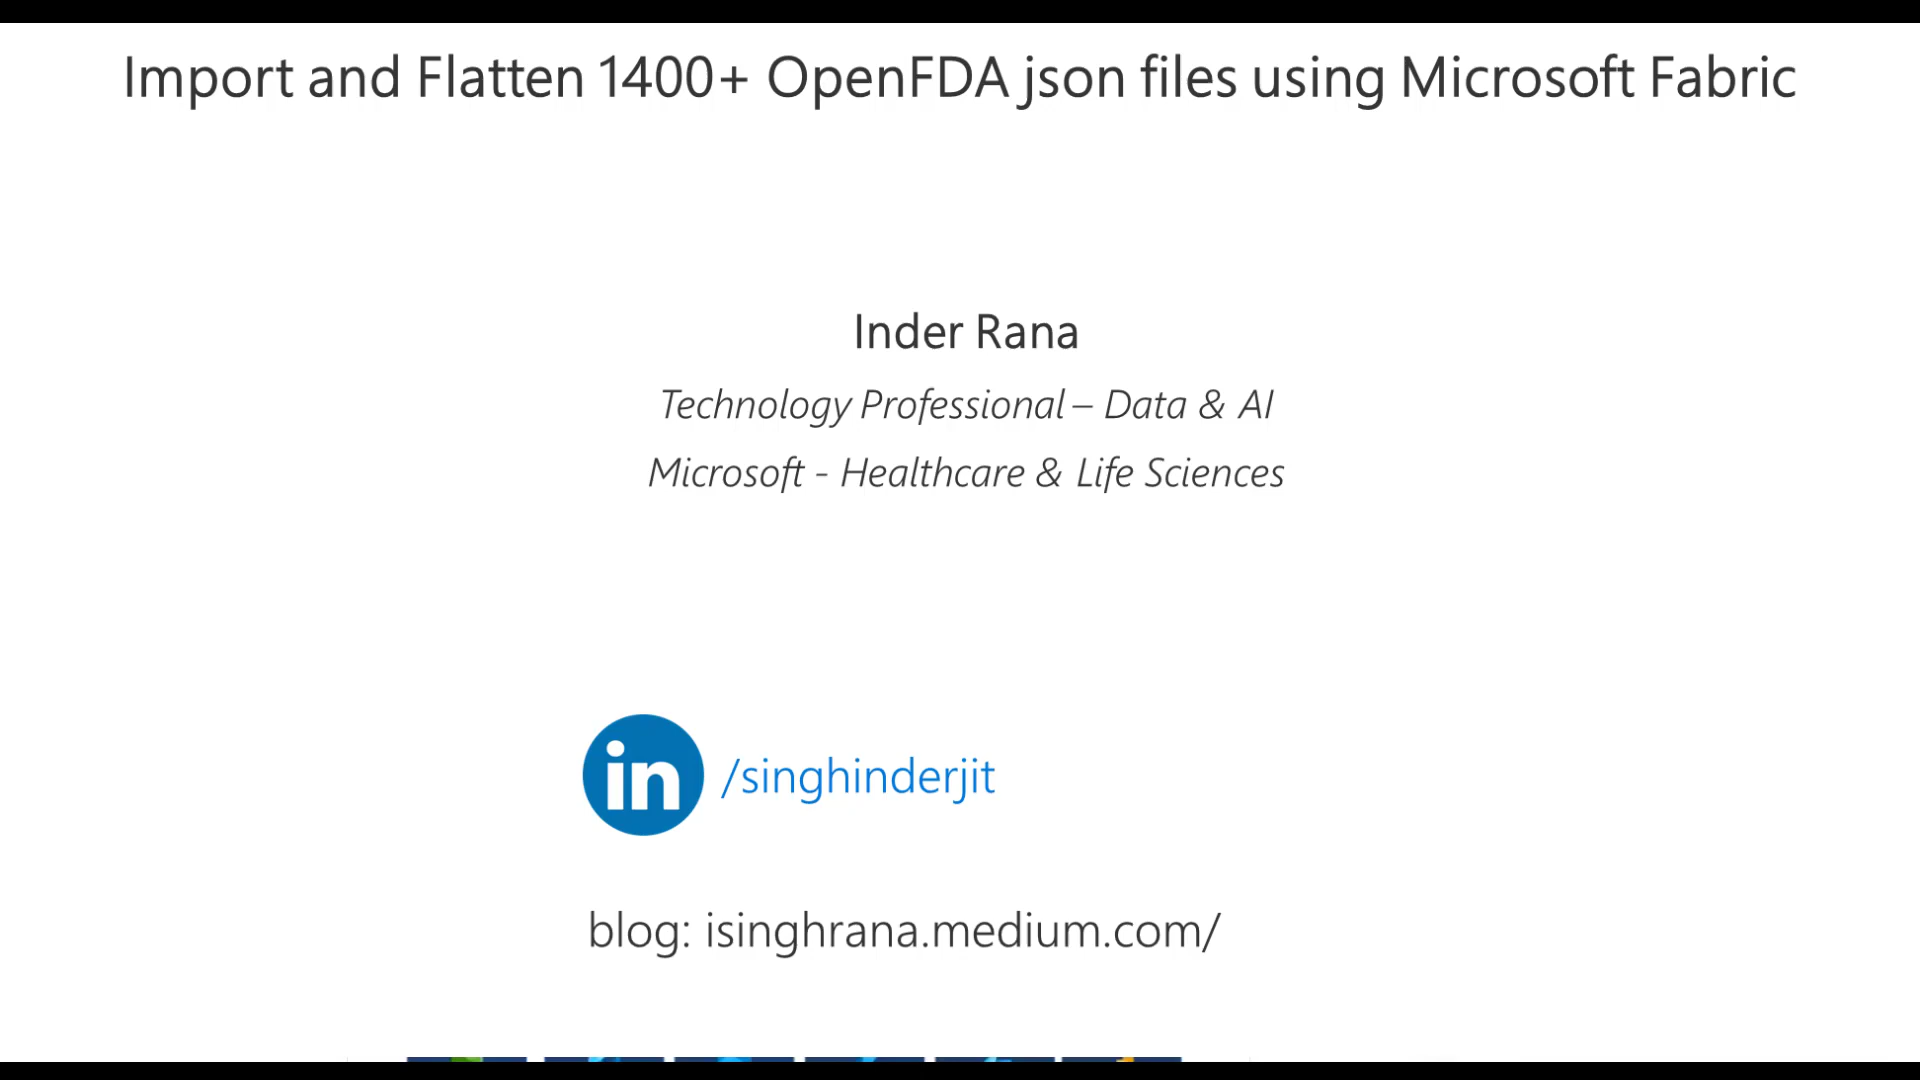 Import and Flatten 1400+ OpenFDA json files using Microsoft Fabric
Inder Rana
Technology Professional – Data & AI
Microsoft - Healthcare & Life Sciences
in /singhinderjit
blog: isinghrana.medium.com/